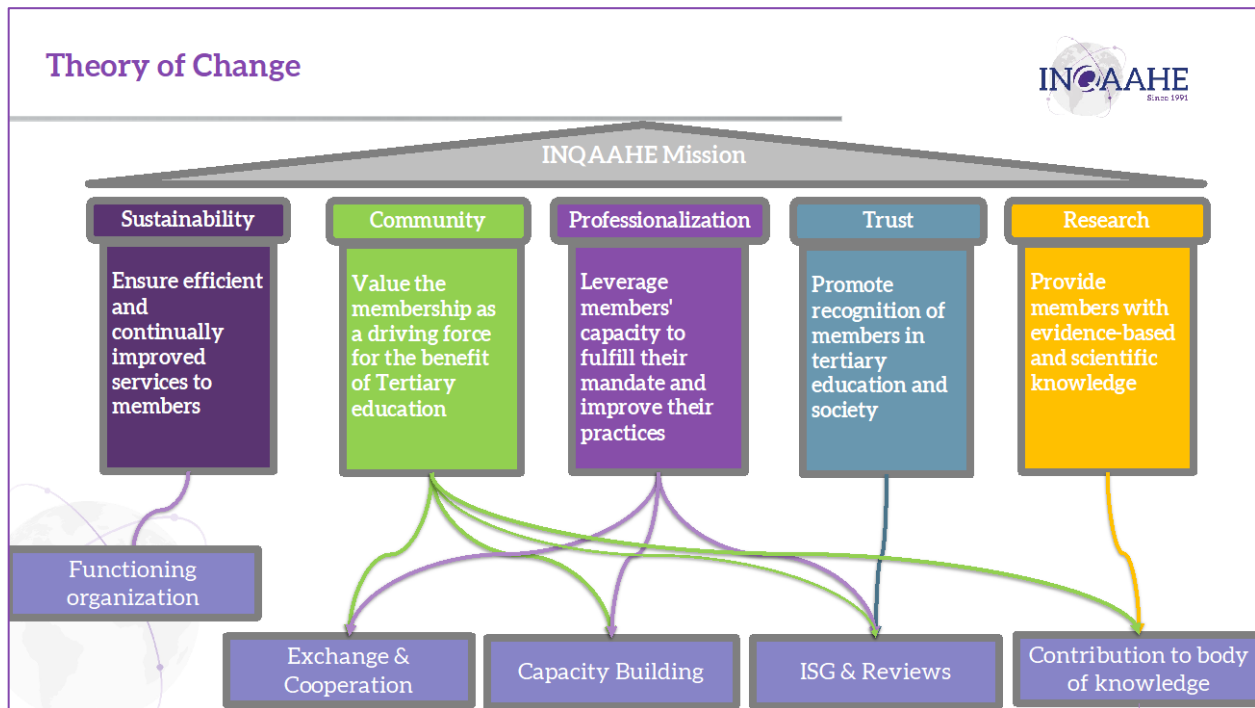 Theory of Change
INQAAHE
Since 1991
INQAAHE Mission
Sustainability
Ensure efficient
and
continually
improved
services to
members
Community
Value the
membership as
a driving force
for the benefit
of Tertiary
education
Professionalization
Leverage
members'
capacity to
fulfill their
mandate and
improve their
practices
Trust
Promote
recognition of
members in
tertiary
education and
society
Research
Provide
members with
evidence-based
and scientific
knowledge
Functioning
organization
Exchange &
Cooperation
Capacity Building
ISG & Reviews
Contribution to body
of knowledge